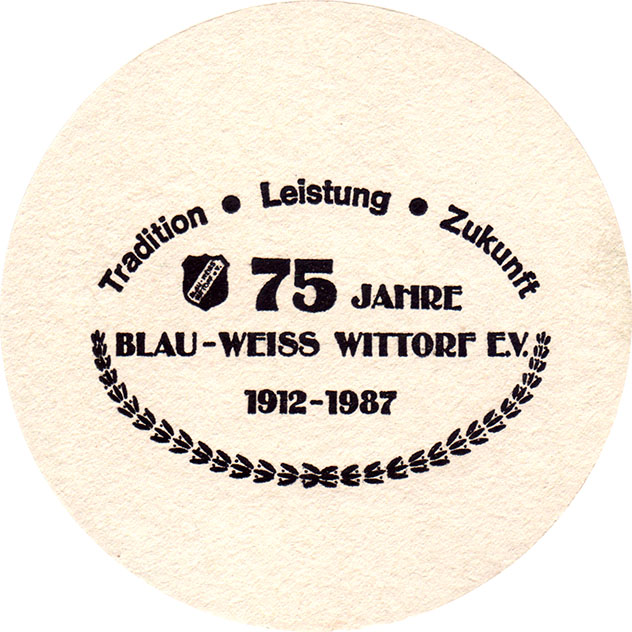 Tradition • Leistung • Zukunft
75 JAHRE
BLAU-WEISS WITTORF E.V.
1912-1987